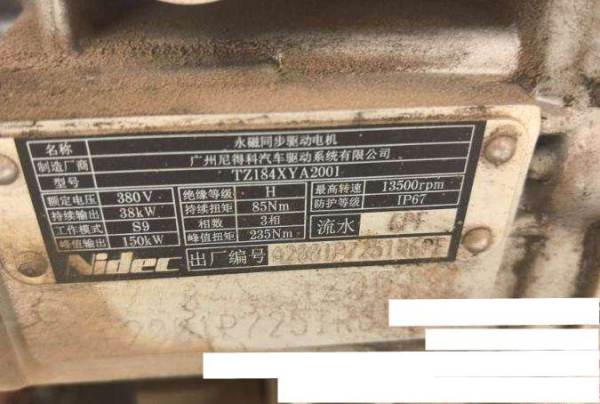 名称 永磁同步驱动电机
制造厂商 广州尼得科汽车驱动系统有限公司
型号 TZ184XYA2001
额定电压 380V 绝缘等级 H 最高转速 13500rpm
持续输出 38kW 持续扭矩 85Nm 防护等级 IP67
工作模式 S9 相数 3相 流水
峰值输出 150kW 峰值扭矩 235Nm
Nidec 出厂编号